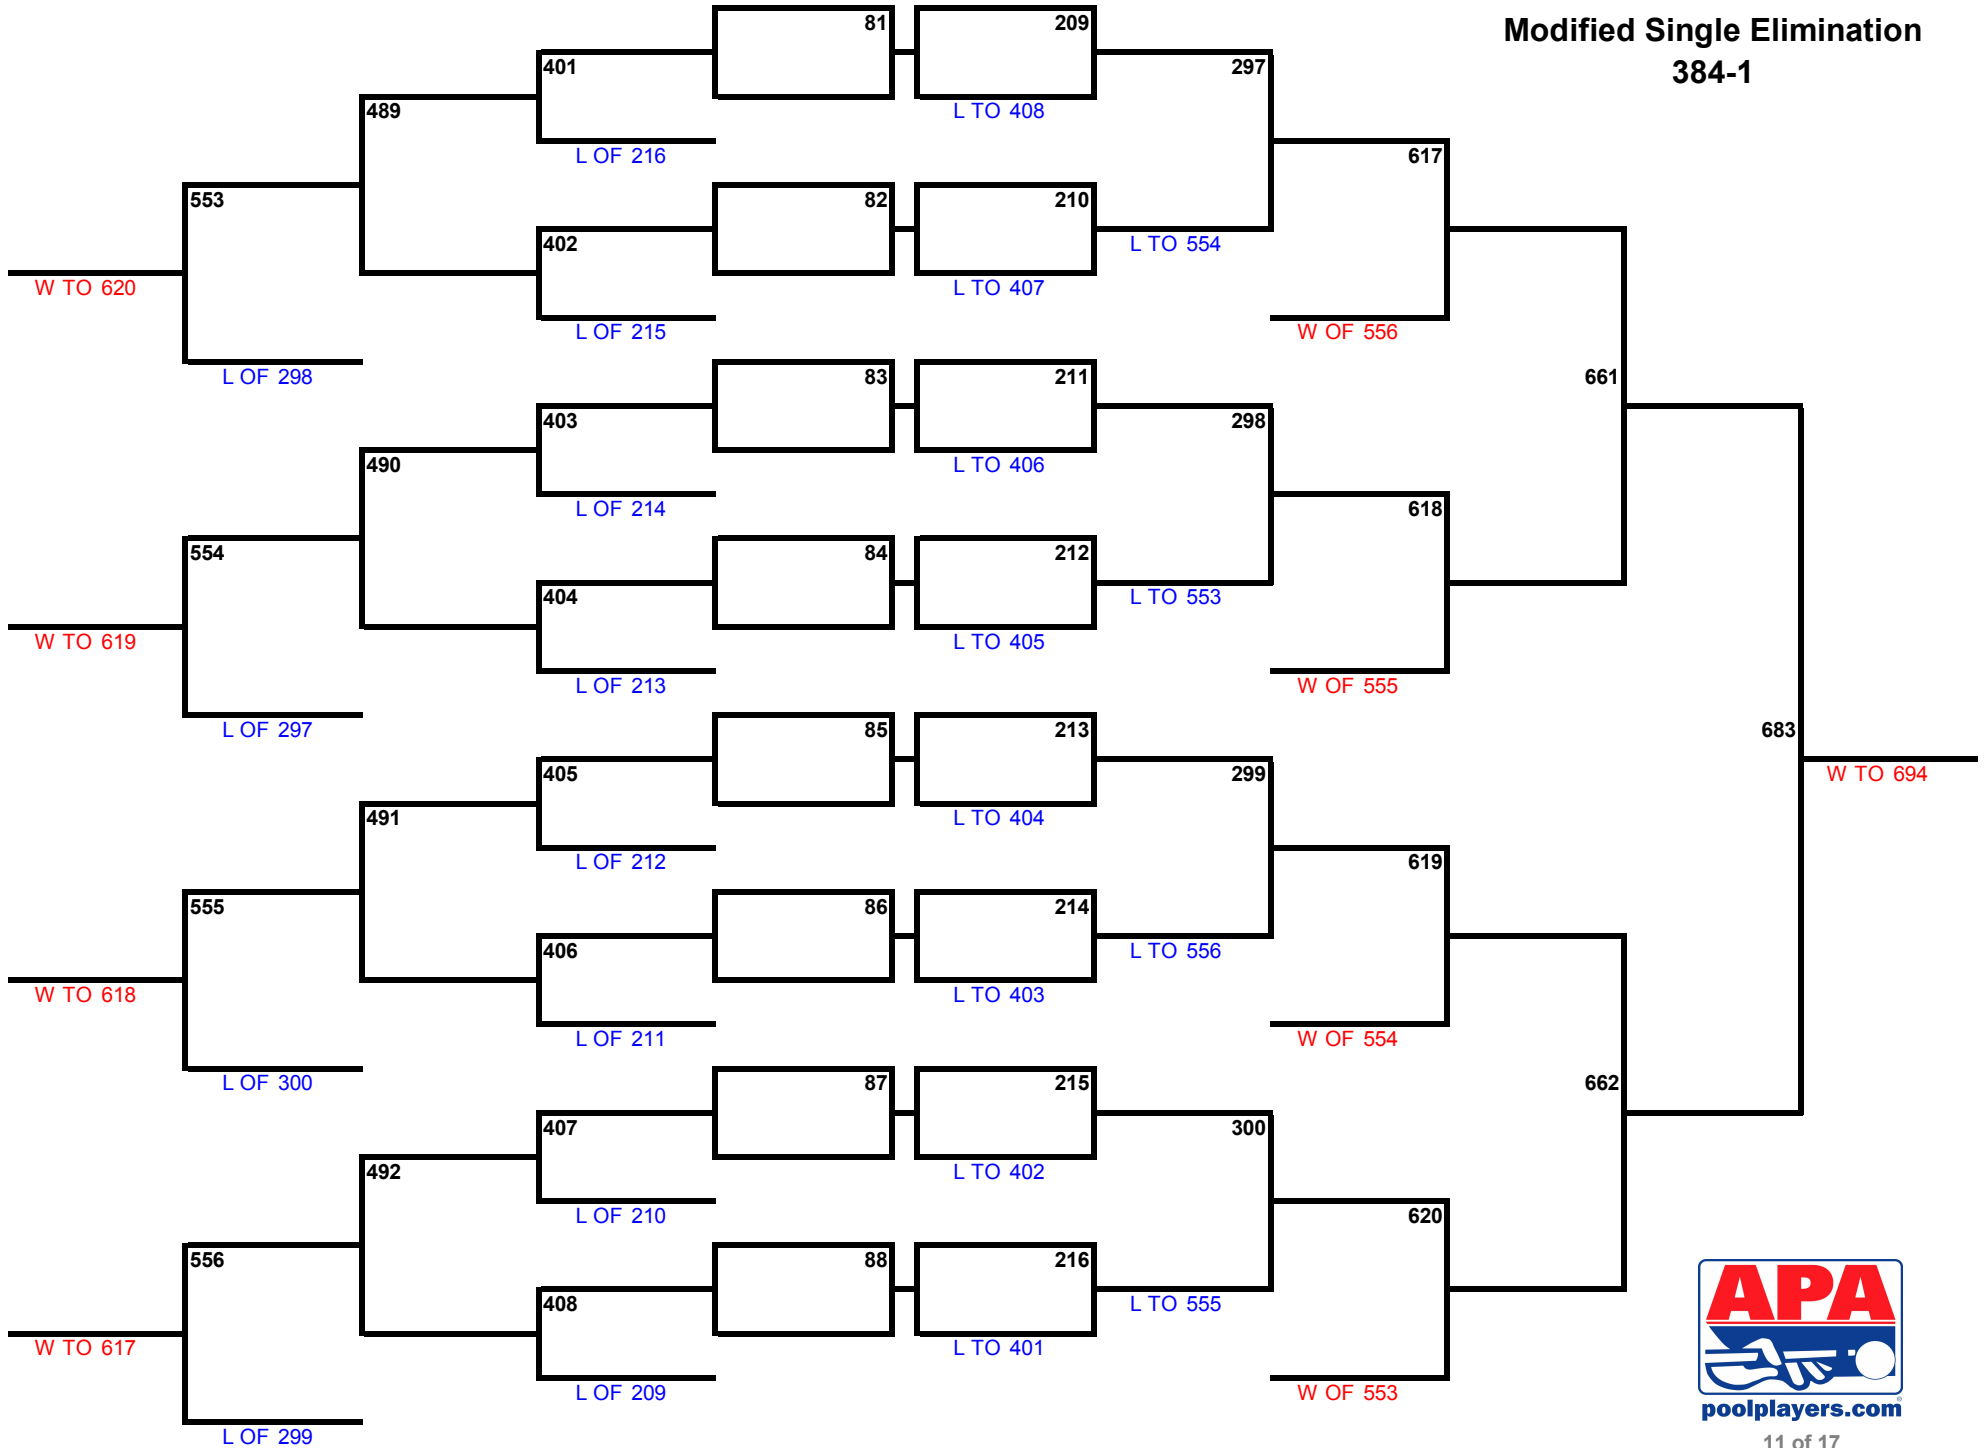 Modified Single Elimination
384-1
81
209
401
297
489
L TO 408
L OF 216
617
553
82
210
402
L TO 554
W TO 620
L TO 407
L OF 215
W OF 556
L OF 298
83
211
661
403
298
490
L TO 406
L OF 214
618
554
84
212
404
L TO 553
W TO 619
L TO 405
L OF 213
W OF 555
L OF 297
85
213
683
405
299
W TO 694
491
L TO 404
L OF 212
619
555
86
214
406
L TO 556
W TO 618
L TO 403
L OF 211
W OF 554
L OF 300
87
215
662
407
300
492
L TO 402
L OF 210
620
556
88
216
408
L TO 555
W TO 617
L TO 401
L OF 209
W OF 553
L OF 299
APA
poolplayers.com
11 of 17